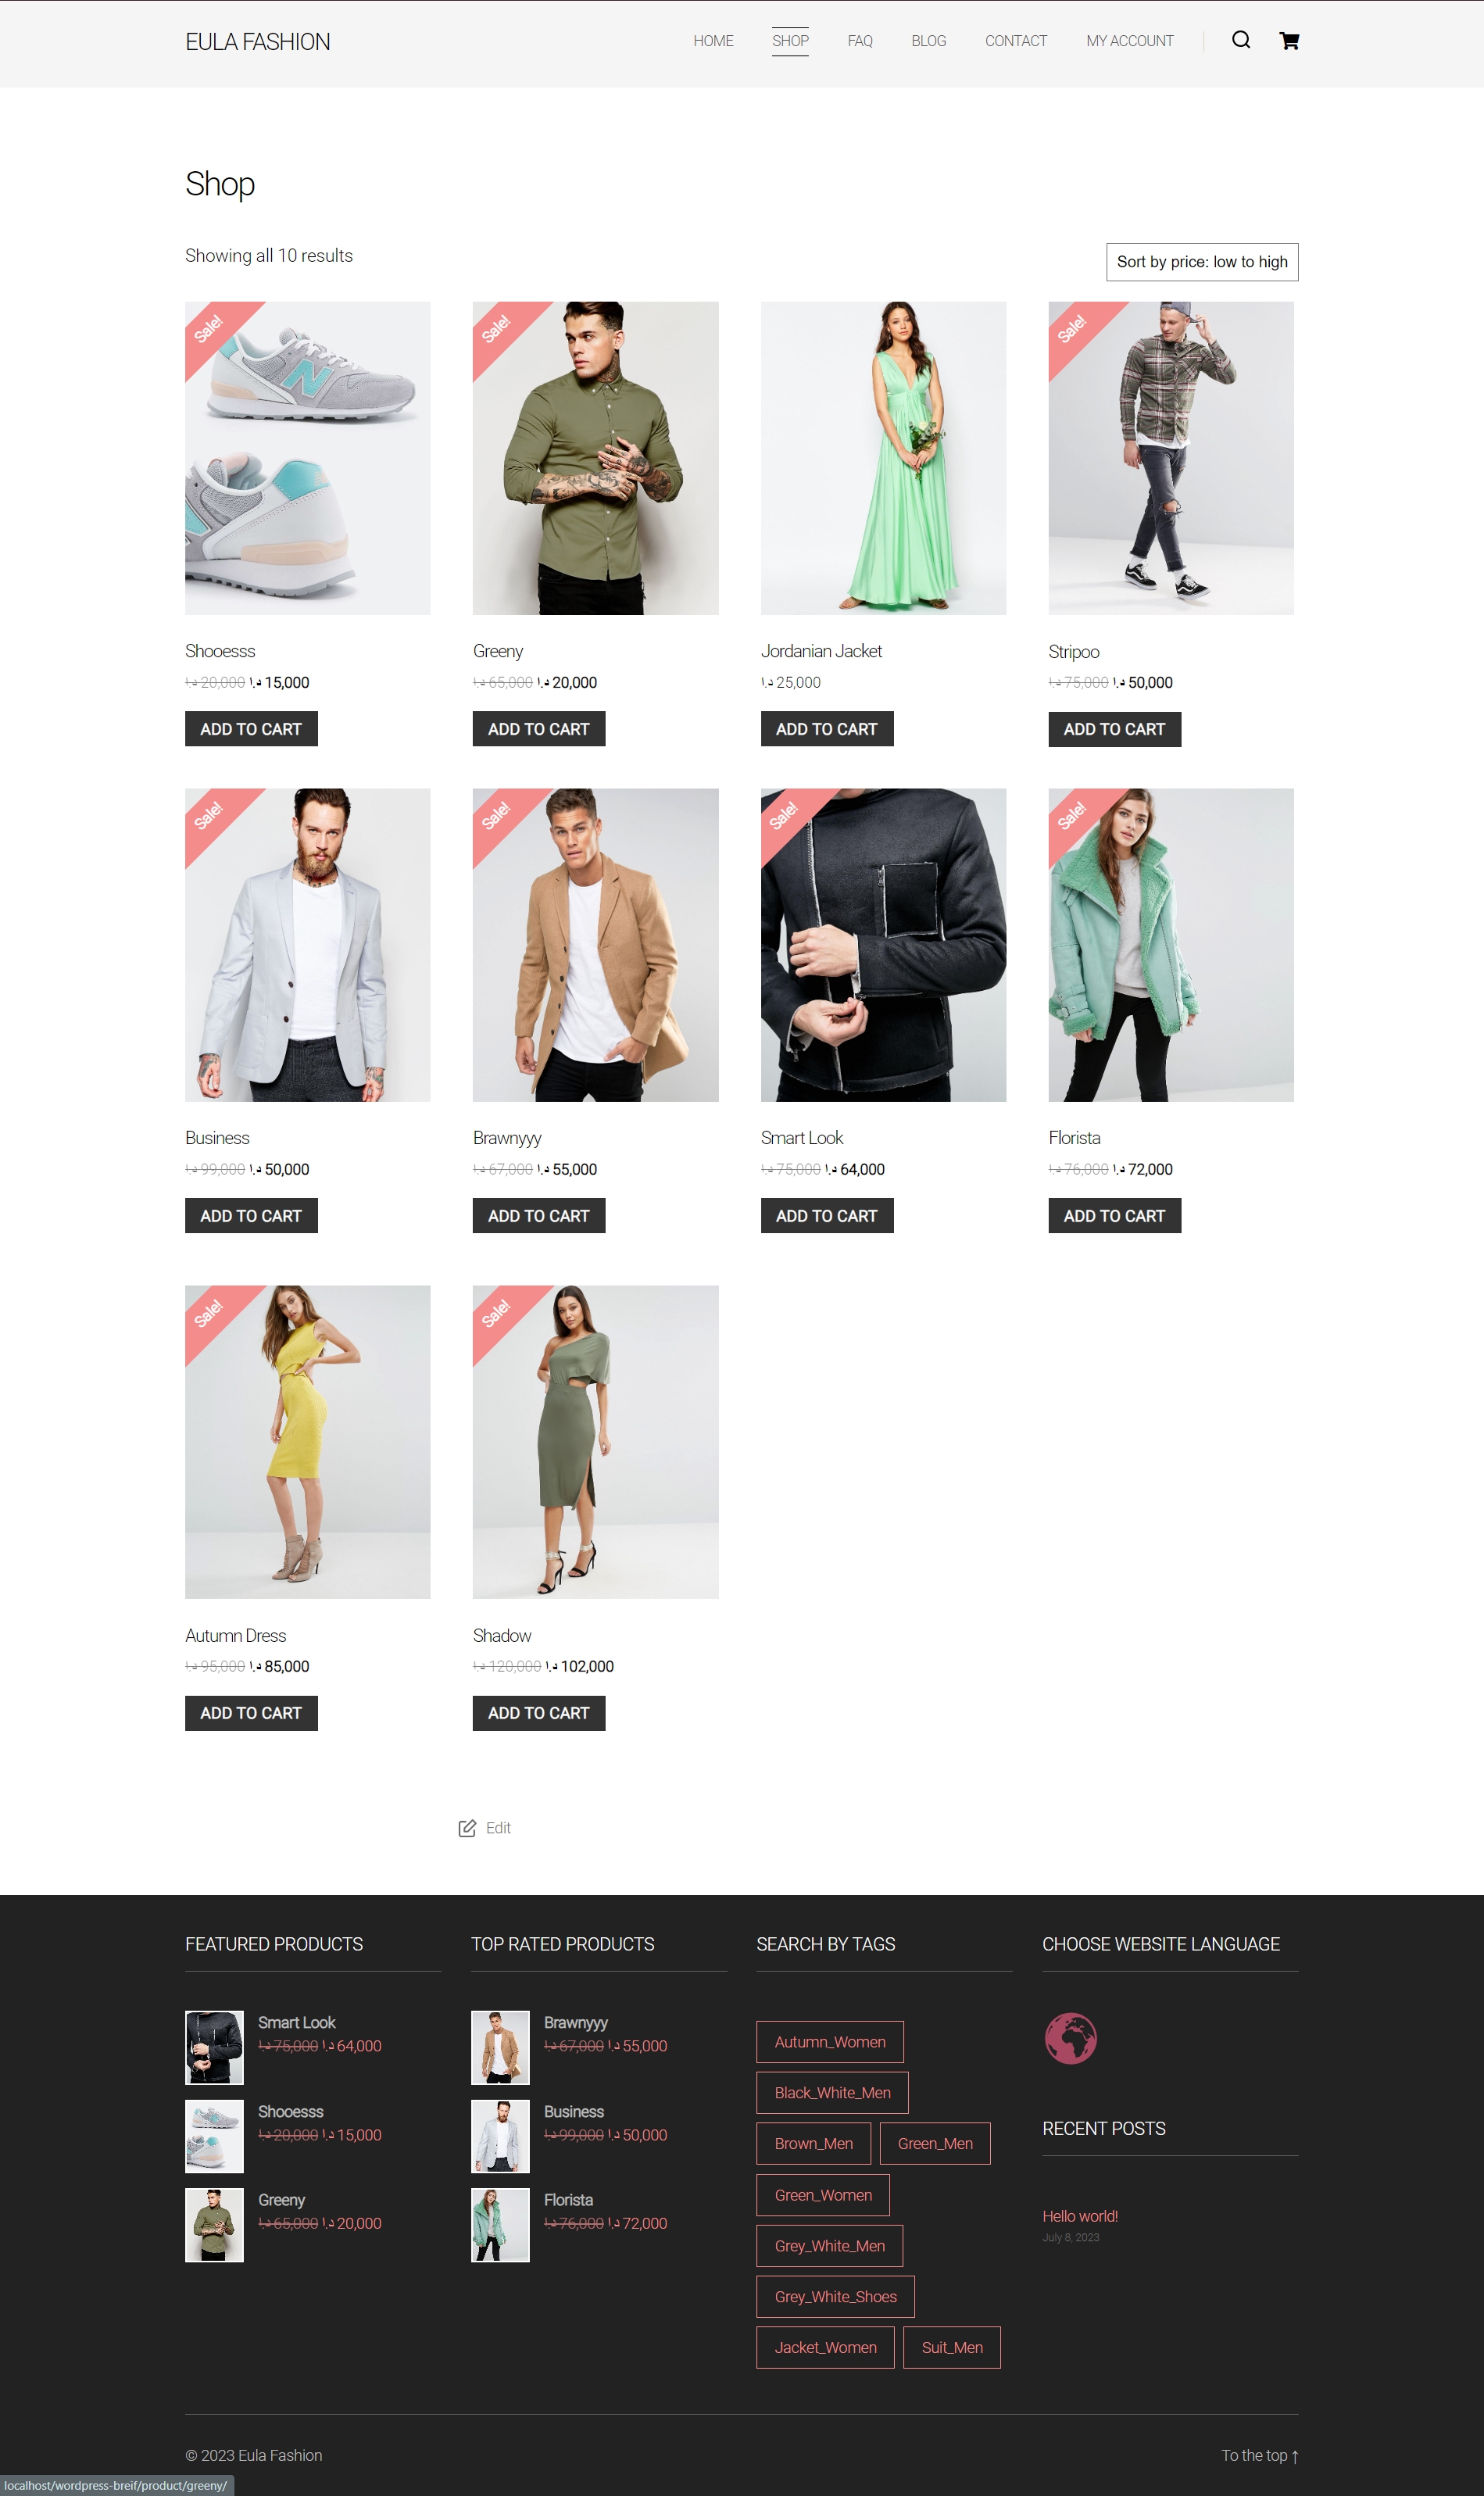 EULA FASHION
HOME SHOP FAQ BLOG CONTACT MY ACCOUNT
Shop
Showing all 10 results
Sort by price: low to high
Sale!
Sale!
Sale!
N
Shooesss
Greeny
Jordanian Jacket
Stripoo
د.ا 20,000 د.ا 15,000
د.ا 65,000 د.ا 20,000
د.ا 25,000
د.ا 75,000 د.ا 50,000
ADD TO CART
ADD TO CART
ADD TO CART
ADD TO CART
Sale!
Sale!
Sale!
Sale!
Business
Brawnyyy
Smart Look
Florista
د.ا 99,000 د.ا 50,000
د.ا 67,000 د.ا 55,000
د.ا 75,000 د.ا 64,000
د.ا 76,000 د.ا 72,000
ADD TO CART
ADD TO CART
ADD TO CART
ADD TO CART
Sale!
Sale!
Autumn Dress
Shadow
د.ا 95,000 د.ا 85,000
د.ا 120,000 د.ا 102,000
ADD TO CART
ADD TO CART
Edit
FEATURED PRODUCTS
Smart Look
د.ا 75,000 د.ا 64,000
Shooesss
د.ا 20,000 د.ا 15,000
Greeny
د.ا 65,000 د.ا 20,000
TOP RATED PRODUCTS
Brawnyyy
د.ا 67,000 د.ا 55,000
Business
د.ا 99,000 د.ا 50,000
Florista
د.ا 76,000 د.ا 72,000
SEARCH BY TAGS
Autumn_Women
Black_White_Men
Brown_Men Green_Men
Green_Women
Grey_White_Men
Grey_White_Shoes
Jacket_Women Suit_Men
CHOOSE WEBSITE LANGUAGE
RECENT POSTS
Hello world!
July 8, 2023
© 2023 Eula Fashion
To the top ↑
localhost/wordpress-breif/product/greeny/